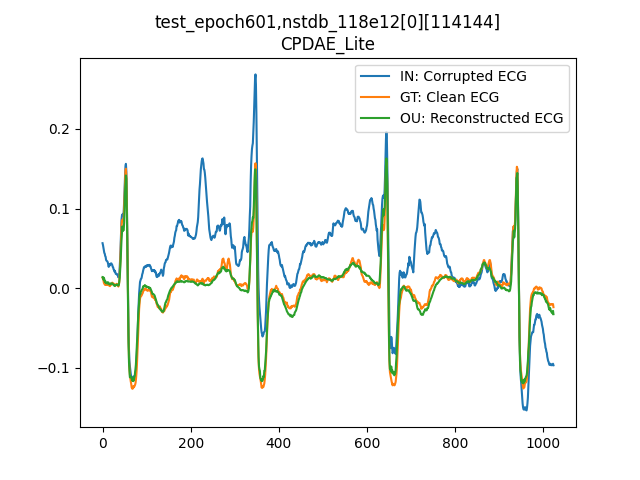 test_epoch601,nstdb_118e12[0][114144]
CPDAE_Lite
IN: Corrupted ECG
GT: Clean ECG
OU: Reconstructed ECG
0.2
0.1
0.0
−0.1
0 200 400 600 800 1000